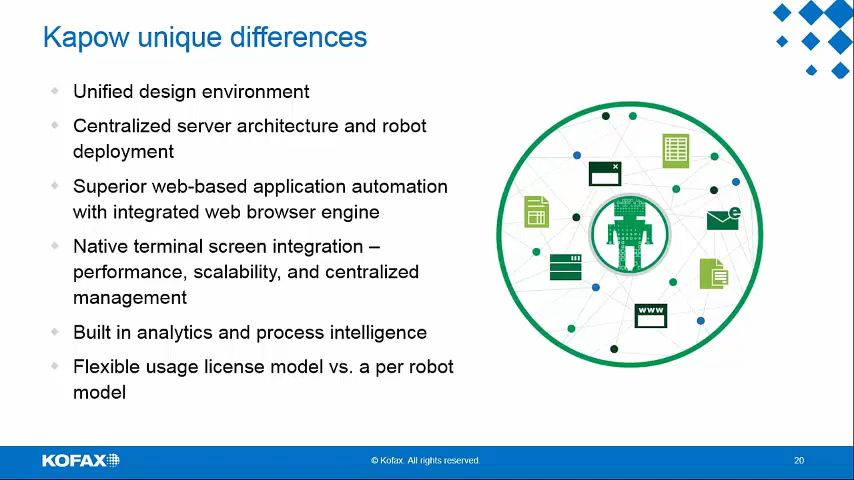 Kapow unique differences
Unified design environment
Centralized server architecture and robot
deployment
Superior web-based application automation
with integrated web browser engine
Native terminal screen integration –
performance, scalability, and centralized
management
Built in analytics and process intelligence
Flexible usage license model vs. a per robot
model
e
www
KOFAX
© Kofax. All rights reserved.
20